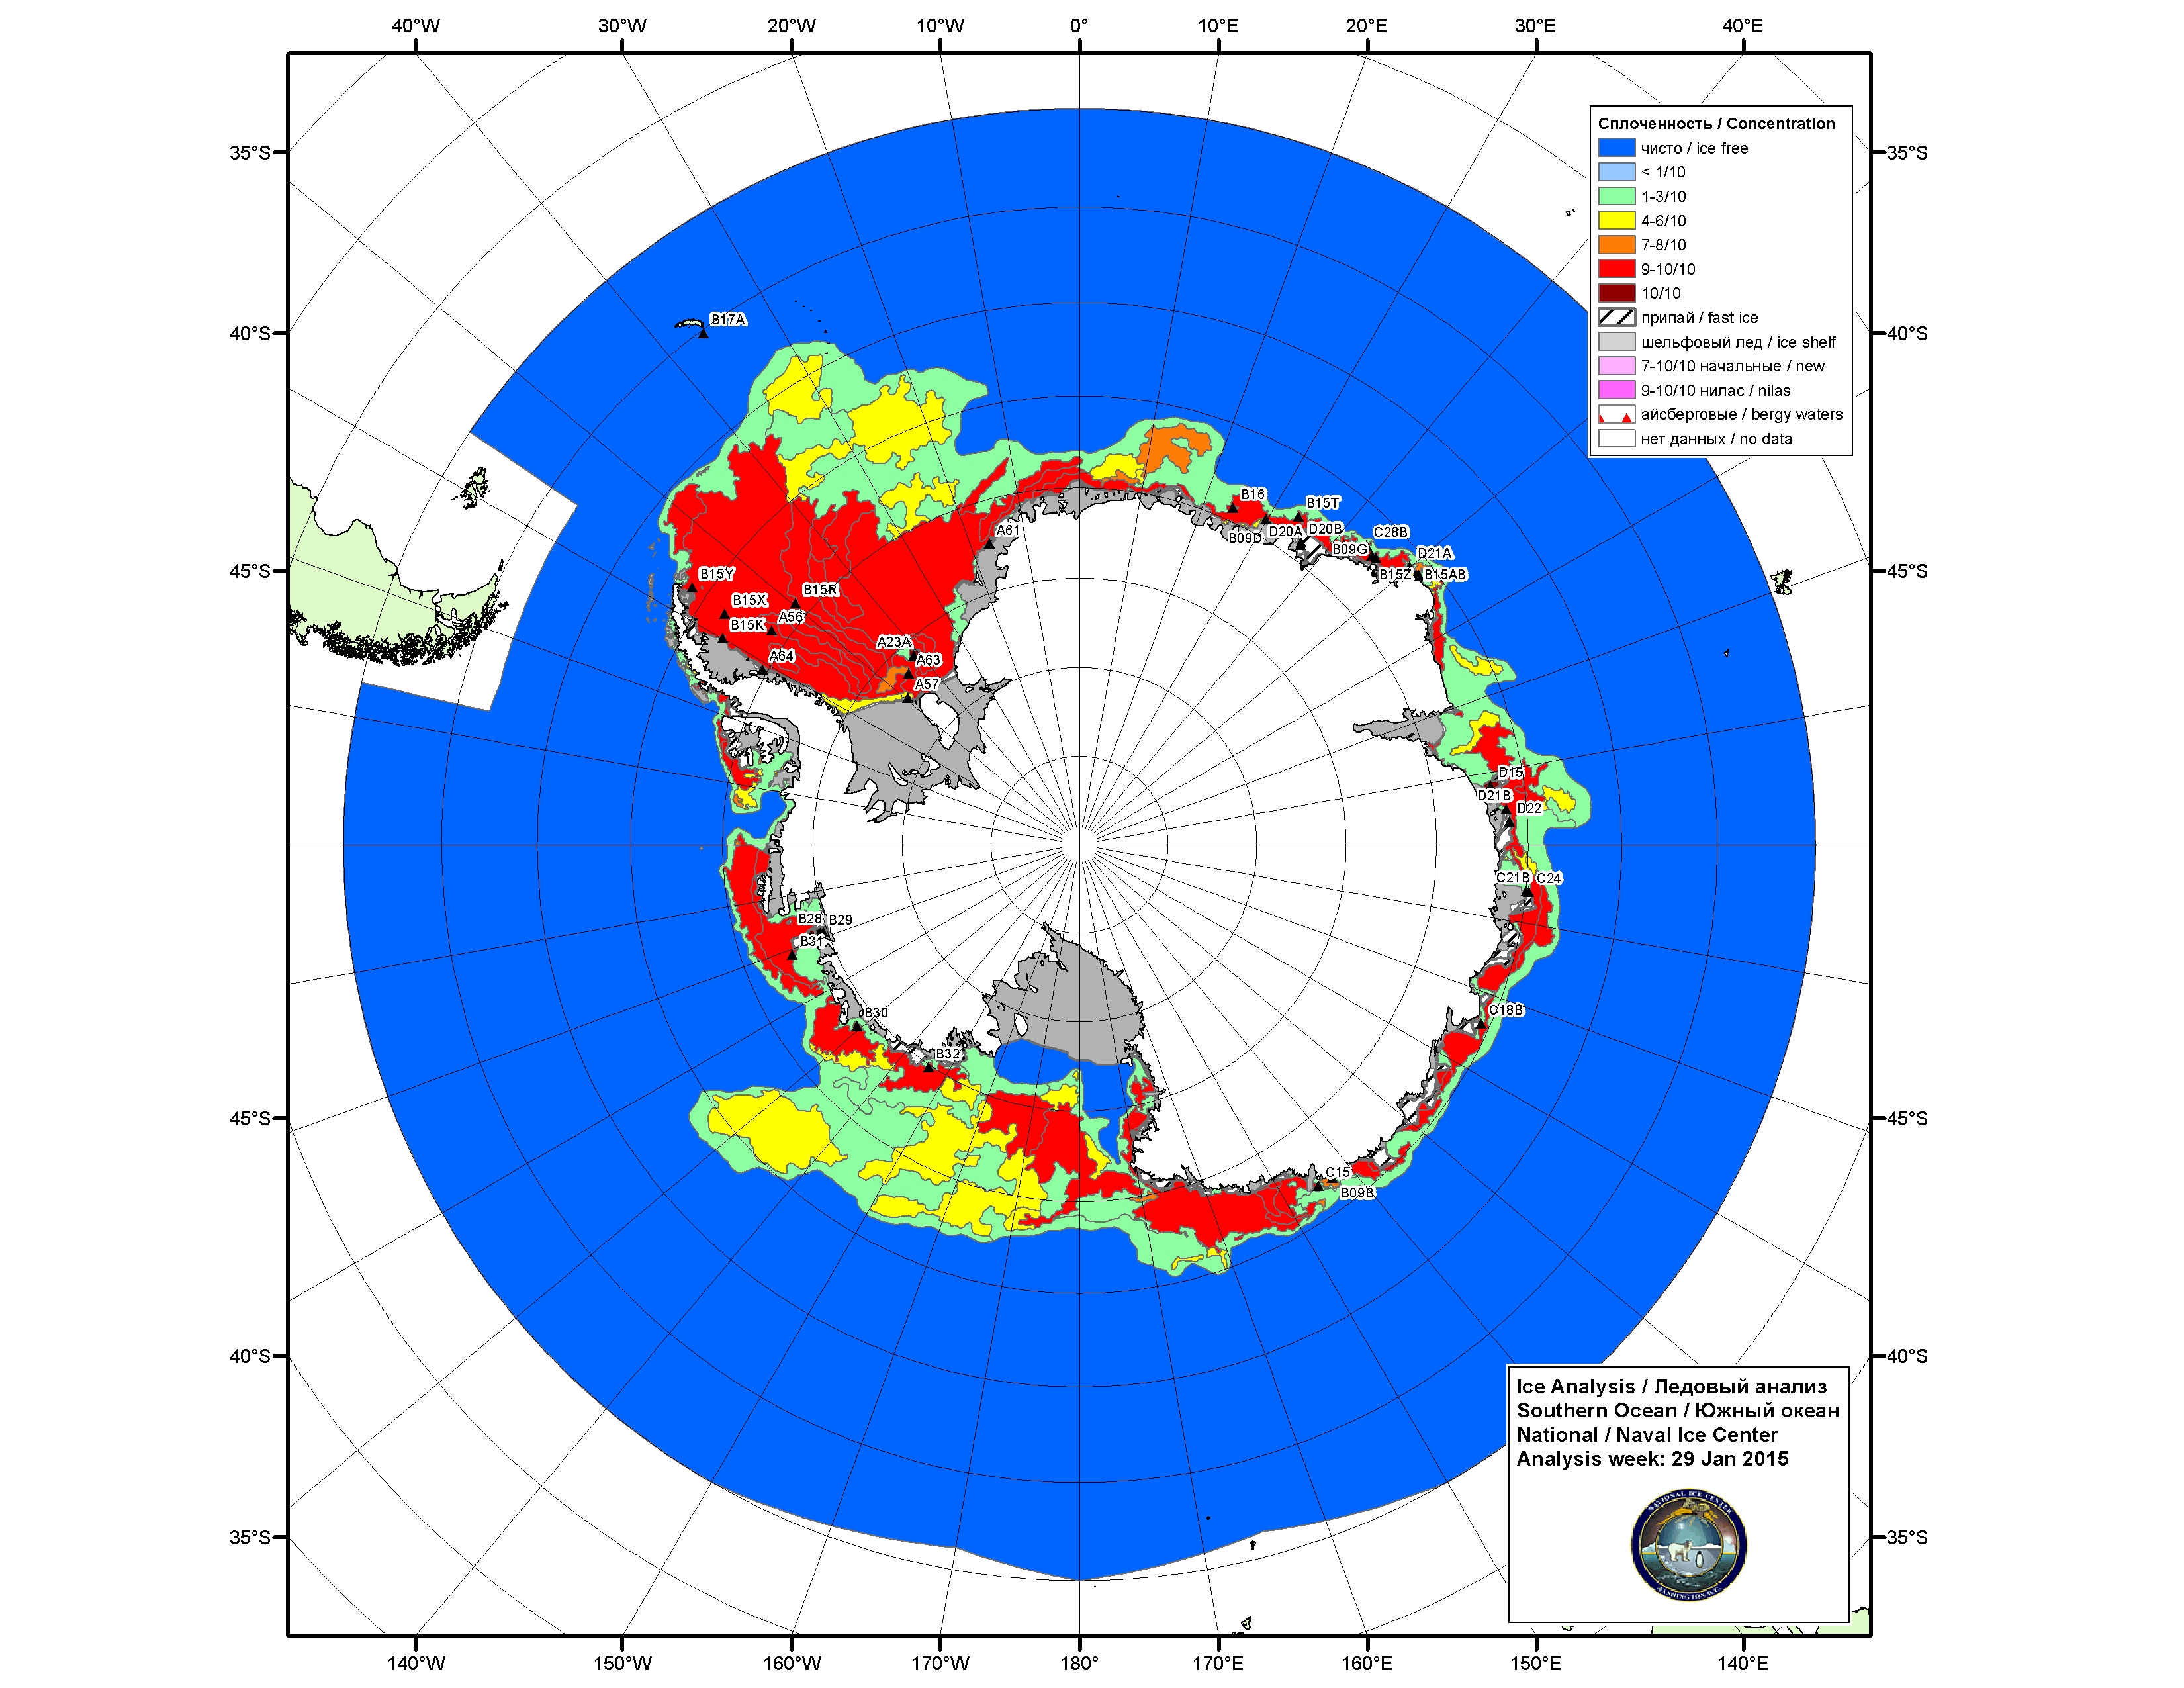 40°W 30°W 20°W 10°W 0° 10°E 20°E 30°E 40°E
35°S 35°S
40°S 40°S
45°S 45°S
45°S 45°S
40°S 40°S
35°S 35°S
140°W 150°W 160°W 170°W 180° 170°E 160°E 150°E 140°E
Сплоченность / Concentration
чисто / ice free
< 1/10
1-3/10
4-6/10
7-8/10
9-10/10
10/10
припай / fast ice
шельфовый лед / ice shelf
7-10/10 начальные / new
9-10/10 нилас / nilas
айсберговые / bergy waters
нет данных / no data
B17A
B16
B15T
A61
B09D
D20A
D20B
C28B
B09G
D21A
B15Z
B15AB
B15Y
B15X
B15R
B15K
A56
A64
A23A
A63
A57
D15
D21B
D22
C21B
C24
B28
B29
B31
C18B
B30
B32
C15
B09B
Ice Analysis / Ледовый анализ
Southern Ocean / Южный океан
National / Naval Ice Center
Analysis week: 29 Jan 2015
NATIONAL ICE CENTER
WASHINGTON D.C.